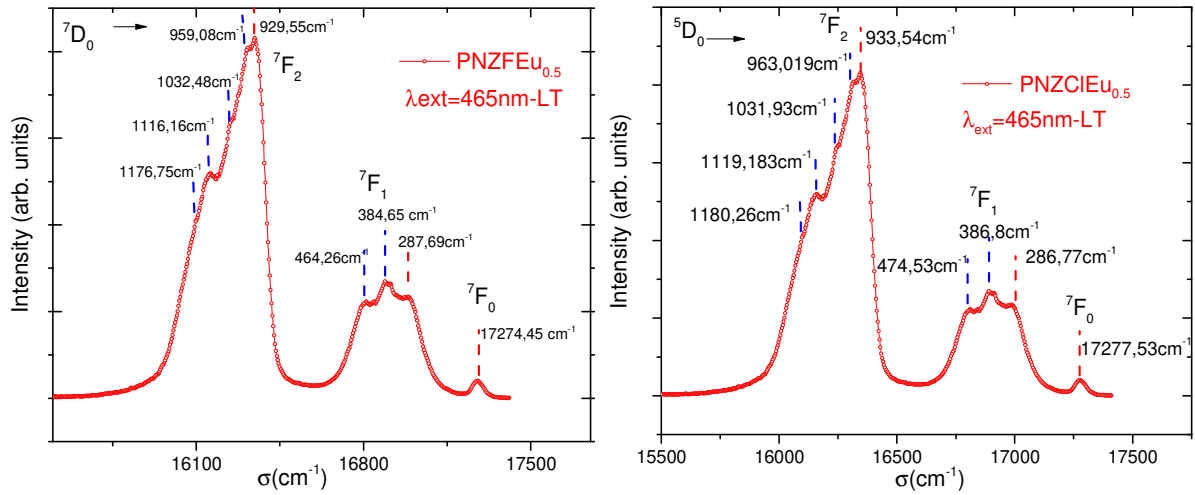 ⁷D₀
959,08cm⁻¹
929,55cm⁻¹
⁷F₂
1032,48cm⁻¹
PNZFEu₀.₅
λext=465nm-LT
1116,16cm⁻¹
1176,75cm⁻¹
⁷F₁
384,65 cm⁻¹
464,26cm⁻¹
287,69cm⁻¹
⁷F₀
17274,45 cm⁻¹
Intensity (arb. units)
16100
16800
17500
σ(cm⁻¹)
⁵D₀
⁷F₂
933,54cm⁻¹
963,019cm⁻¹
1031,93cm⁻¹
PNZClEu₀.₅
λₑₓₜ=465nm-LT
1119,183cm⁻¹
1180,26cm⁻¹
⁷F₁
386,8cm⁻¹
474,53cm⁻¹
286,77cm⁻¹
⁷F₀
17277,53cm⁻¹
Intensity (arb. units)
15500
16000
16500
17000
17500
σ(cm⁻¹)